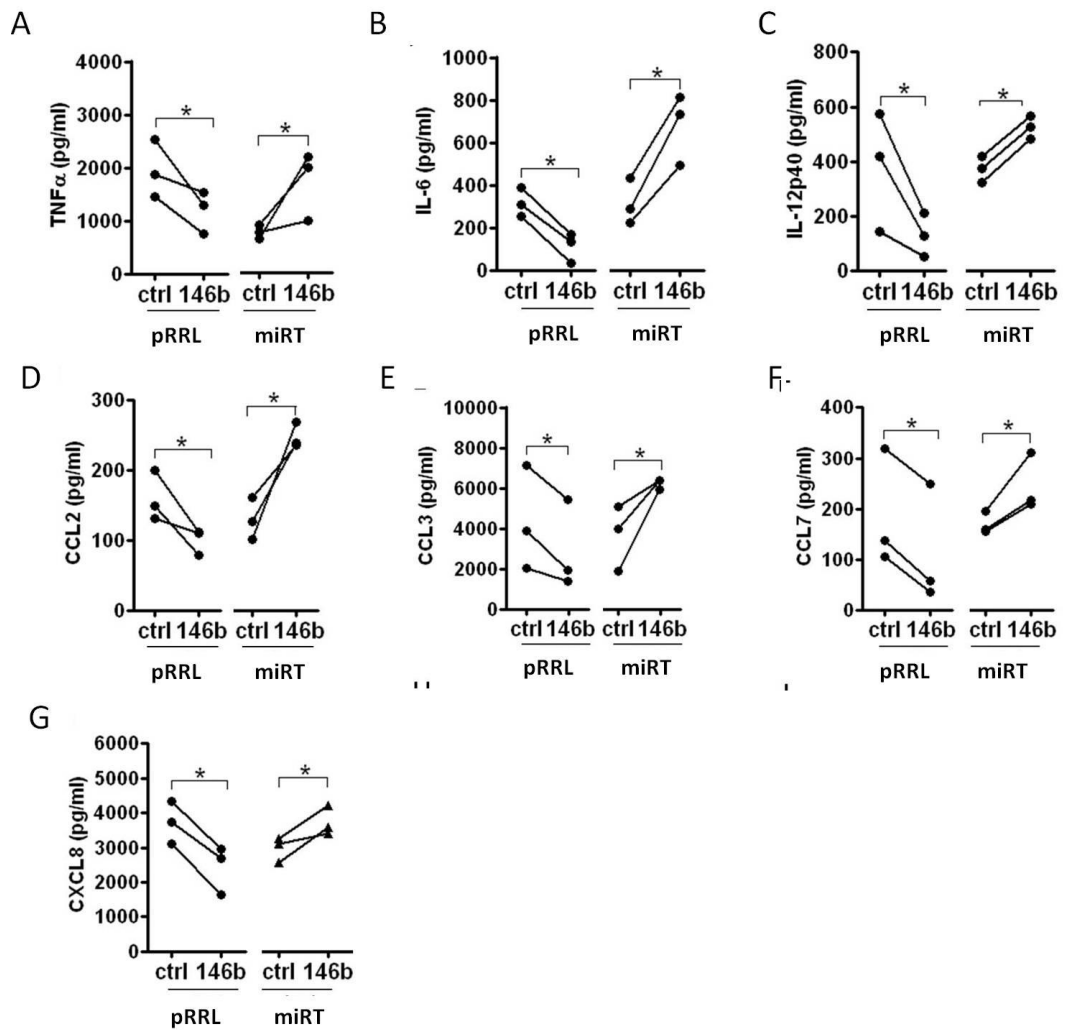 A
TNFα (pg/ml)
4000
3000
2000
1000
0
*
*
ctrl 146b ctrl 146b
pRRL miRT
B
IL-6 (pg/ml)
1000
800
600
400
200
0
*
*
ctrl 146b ctrl 146b
pRRL miRT
C
IL-12p40 (pg/ml)
800
600
400
200
0
*
*
ctrl 146b ctrl 146b
pRRL miRT
D
CCL2 (pg/ml)
300
200
100
0
*
*
ctrl 146b ctrl 146b
pRRL miRT
E
CCL3 (pg/ml)
10000
8000
6000
4000
2000
0
*
*
ctrl 146b ctrl 146b
pRRL miRT
F
CCL7 (pg/ml)
400
300
200
100
0
*
*
ctrl 146b ctrl 146b
pRRL miRT
G
CXCL8 (pg/ml)
6000
5000
4000
3000
2000
1000
0
*
*
ctrl 146b ctrl 146b
pRRL miRT